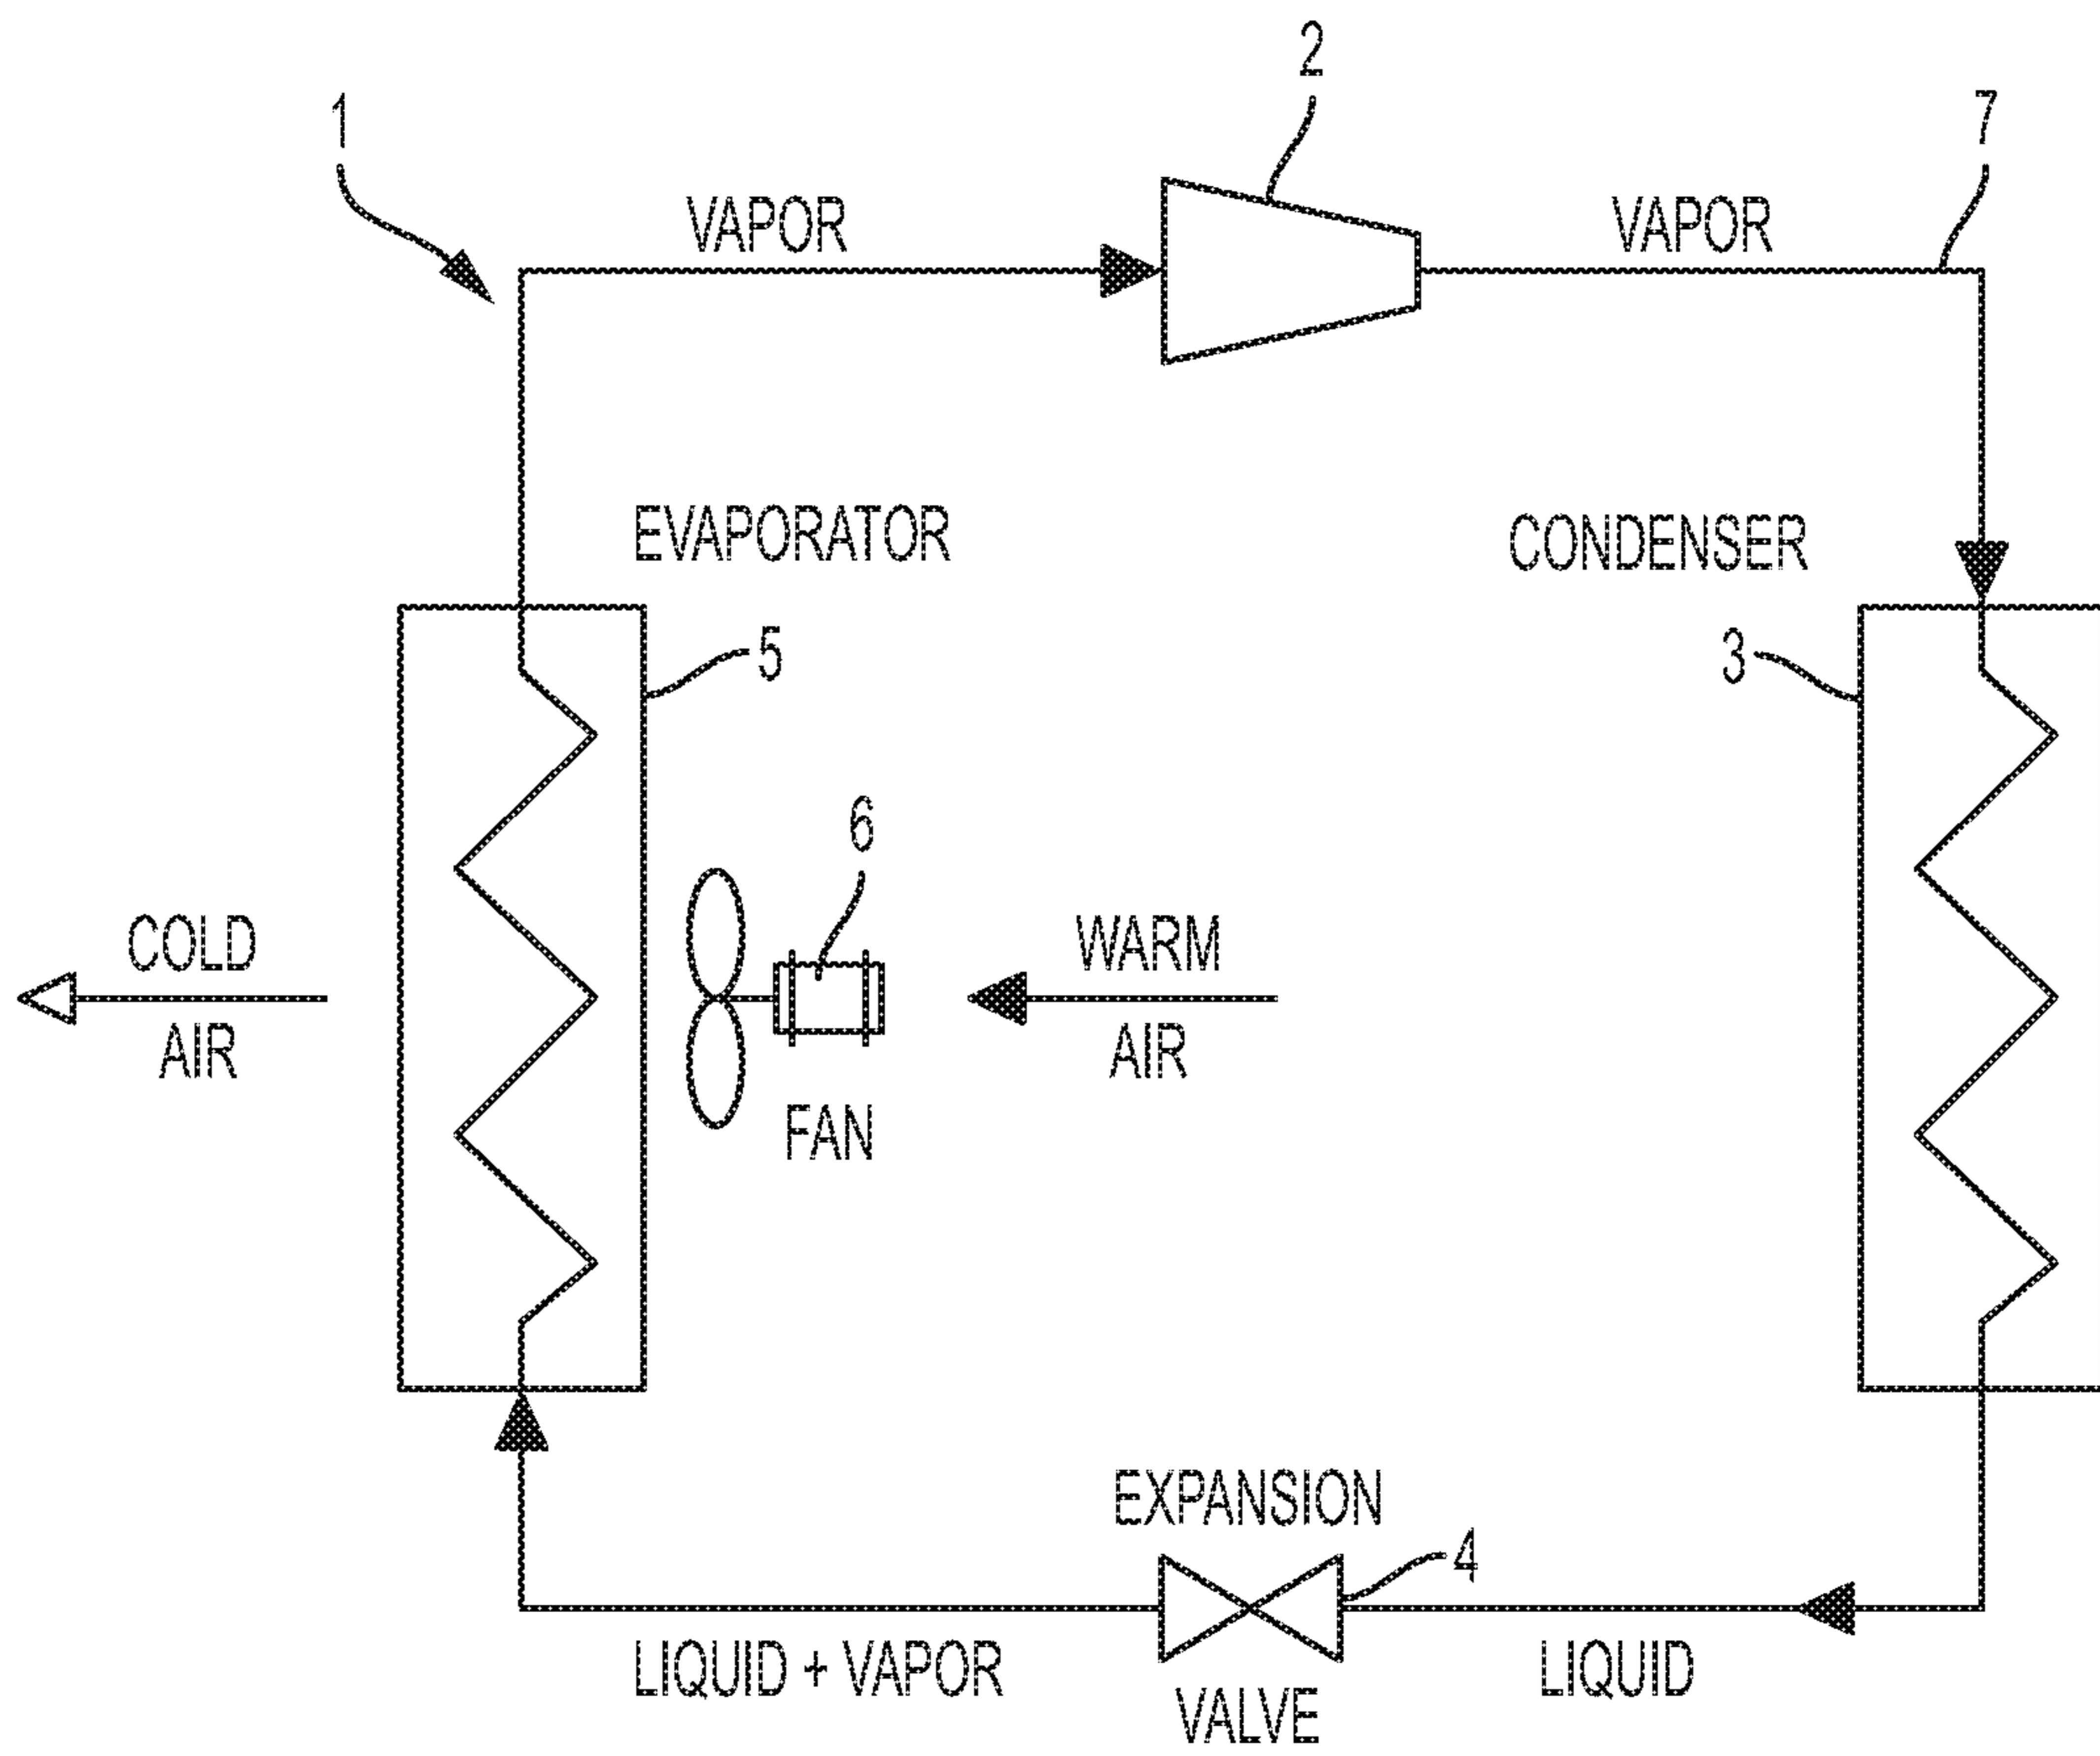 2
1
7
VAPOR
VAPOR
EVAPORATOR
CONDENSER
5
3
6
COLD
AIR
WARM
AIR
FAN
EXPANSION
4
LIQUID + VAPOR
LIQUID
VALVE